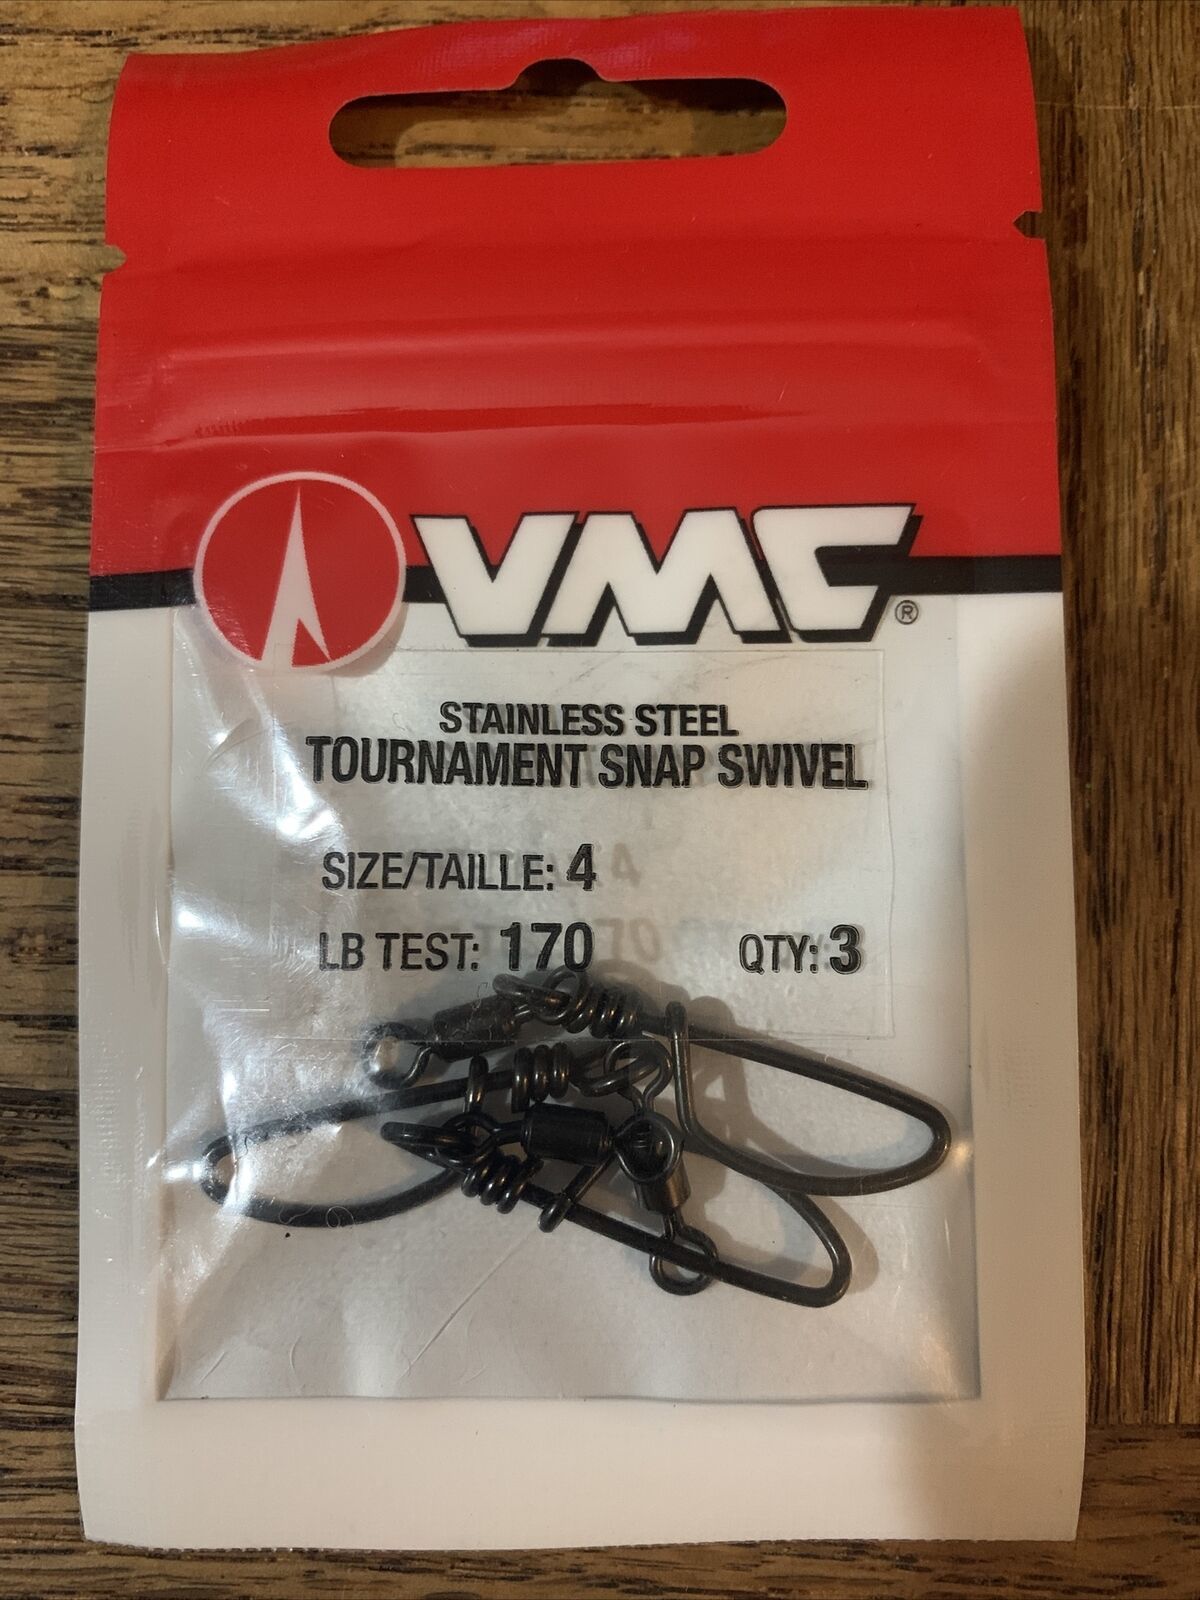 VMC®
STAINLESS STEEL
TOURNAMENT SNAP SWIVEL
SIZE/TAILLE: 4
LB TEST: 170 QTY: 3